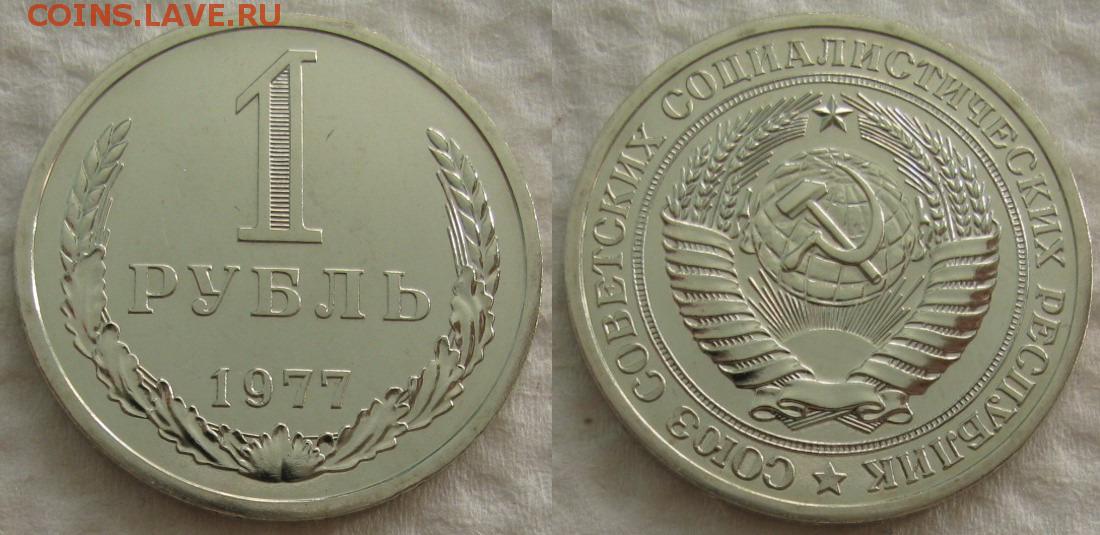 COINS.LAVE.RU
1
РУБЛЬ
1977
СОЮЗ СОВЕТСКИХ СОЦИАЛИСТИЧЕСКИХ РЕСПУБЛИК